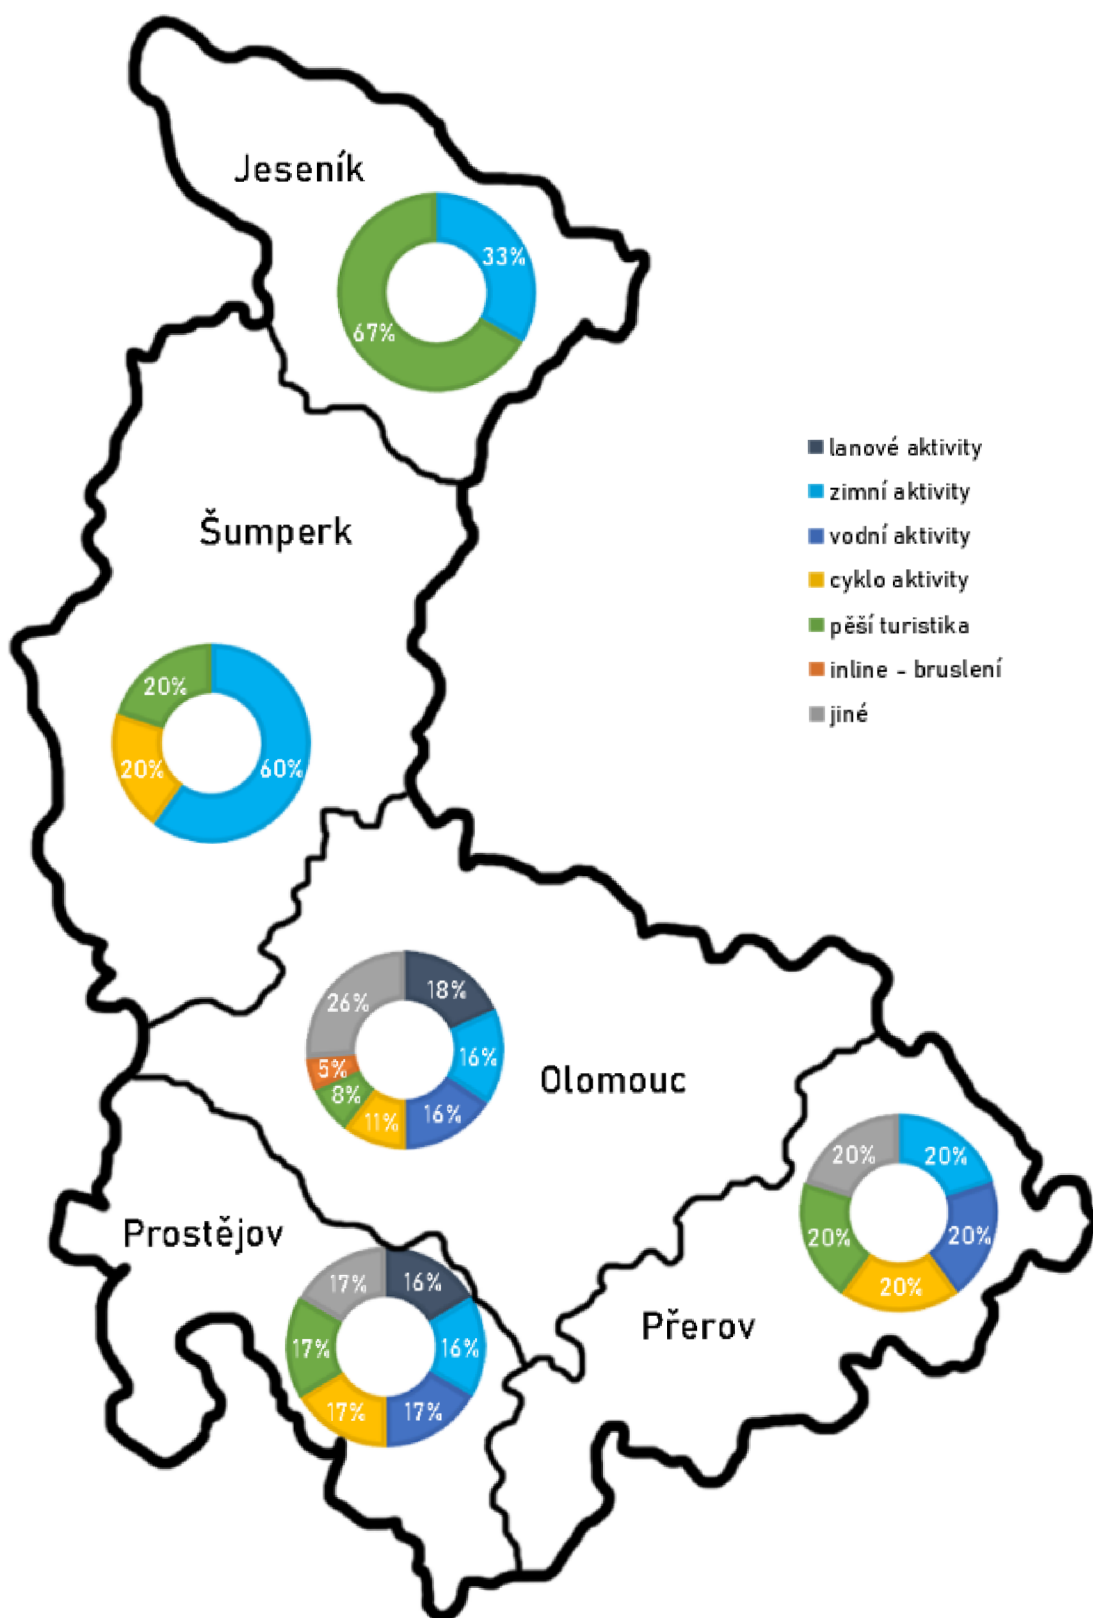 Jeseník
33%
67%
lanové aktivity
zimní aktivity
vodní aktivity
cyklo aktivity
pěší turistika
inline - bruslení
jiné
Šumperk
20%
20%
60%
18%
26%
16%
5%
8%
11%
16%
Olomouc
20%
20%
20%
20%
20%
Prostějov
16%
17%
17%
16%
17%
17%
Přerov